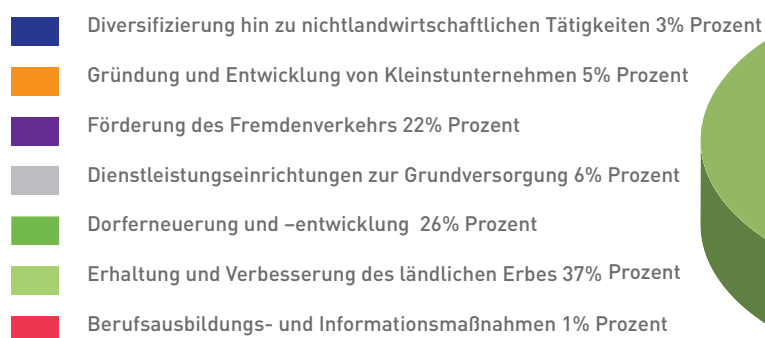 Diversifizierung hin zu nichtlandwirtschaftlichen Tätigkeiten 3% Prozent
Gründung und Entwicklung von Kleinstunternehmen 5% Prozent
Förderung des Fremdenverkehrs 22% Prozent
Dienstleistungseinrichtungen zur Grundversorgung 6% Prozent
Dorferneuerung und –entwicklung 26% Prozent
Erhaltung und Verbesserung des ländlichen Erbes 37% Prozent
Berufsausbildungs- und Informationsmaßnahmen 1% Prozent